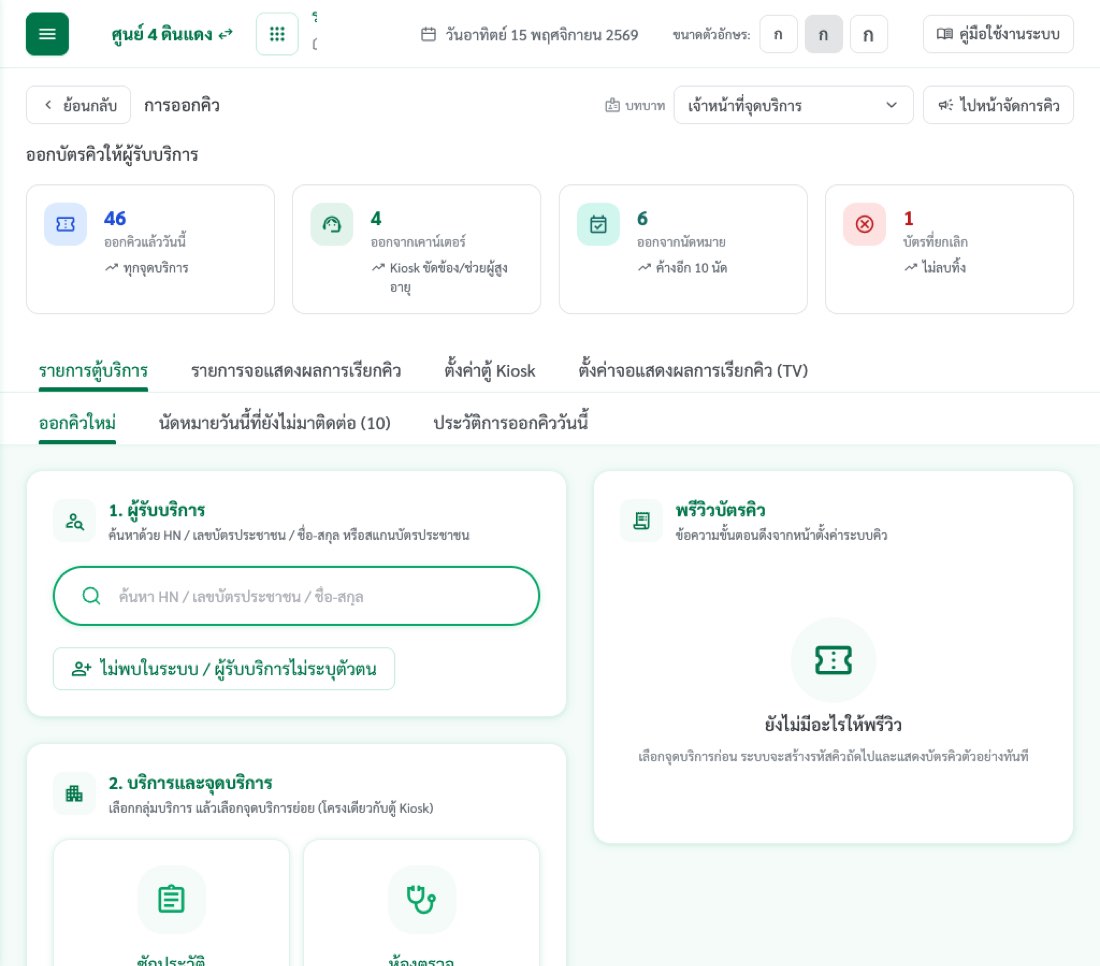 ศูนย์ 4 ดินแดง
วันอาทิตย์ 15 พฤศจิกายน 2569
ขนาดตัวอักษร:
ก
ก
ก
คู่มือใช้งานระบบ
ย้อนกลับ
การออกคิว
บทบาท
เจ้าหน้าที่จุดบริการ
ไปหน้าจัดการคิว
ออกบัตรคิวให้ผู้รับบริการ
46
ออกคิวแล้ววันนี้
ทุกจุดบริการ
4
ออกจากเคาน์เตอร์
Kiosk ขัดข้อง/ช่วยผู้สูง
อายุ
6
ออกจากนัดหมาย
ค้างอีก 10 นัด
1
บัตรที่ยกเลิก
ไม่ลบทิ้ง
รายการตู้บริการ
รายการจอแสดงผลการเรียกคิว
ตั้งค่าตู้ Kiosk
ตั้งค่าจอแสดงผลการเรียกคิว (TV)
ออกคิวใหม่
นัดหมายวันนี้ที่ยังไม่มาติดต่อ (10)
ประวัติการออกคิววันนี้
1. ผู้รับบริการ
ค้นหาด้วย HN / เลขบัตรประชาชน / ชื่อ-สกุล หรือสแกนบัตรประชาชน
ค้นหา HN / เลขบัตรประชาชน / ชื่อ-สกุล
ไม่พบในระบบ / ผู้รับบริการไม่ระบุตัวตน
พรีวิวบัตรคิว
ข้อความขั้นตอนดึงจากหน้าตั้งค่าระบบคิว
ยังไม่มีอะไรให้พรีวิว
เลือกจุดบริการก่อน ระบบจะสร้างรหัสคิวถัดไปและแสดงบัตรคิวตัวอย่างทันที
2. บริการและจุดบริการ
เลือกกลุ่มบริการ แล้วเลือกจุดบริการย่อย (โครงเดียวกับตู้ Kiosk)
ซักประวัติ
ห้องตรวจ